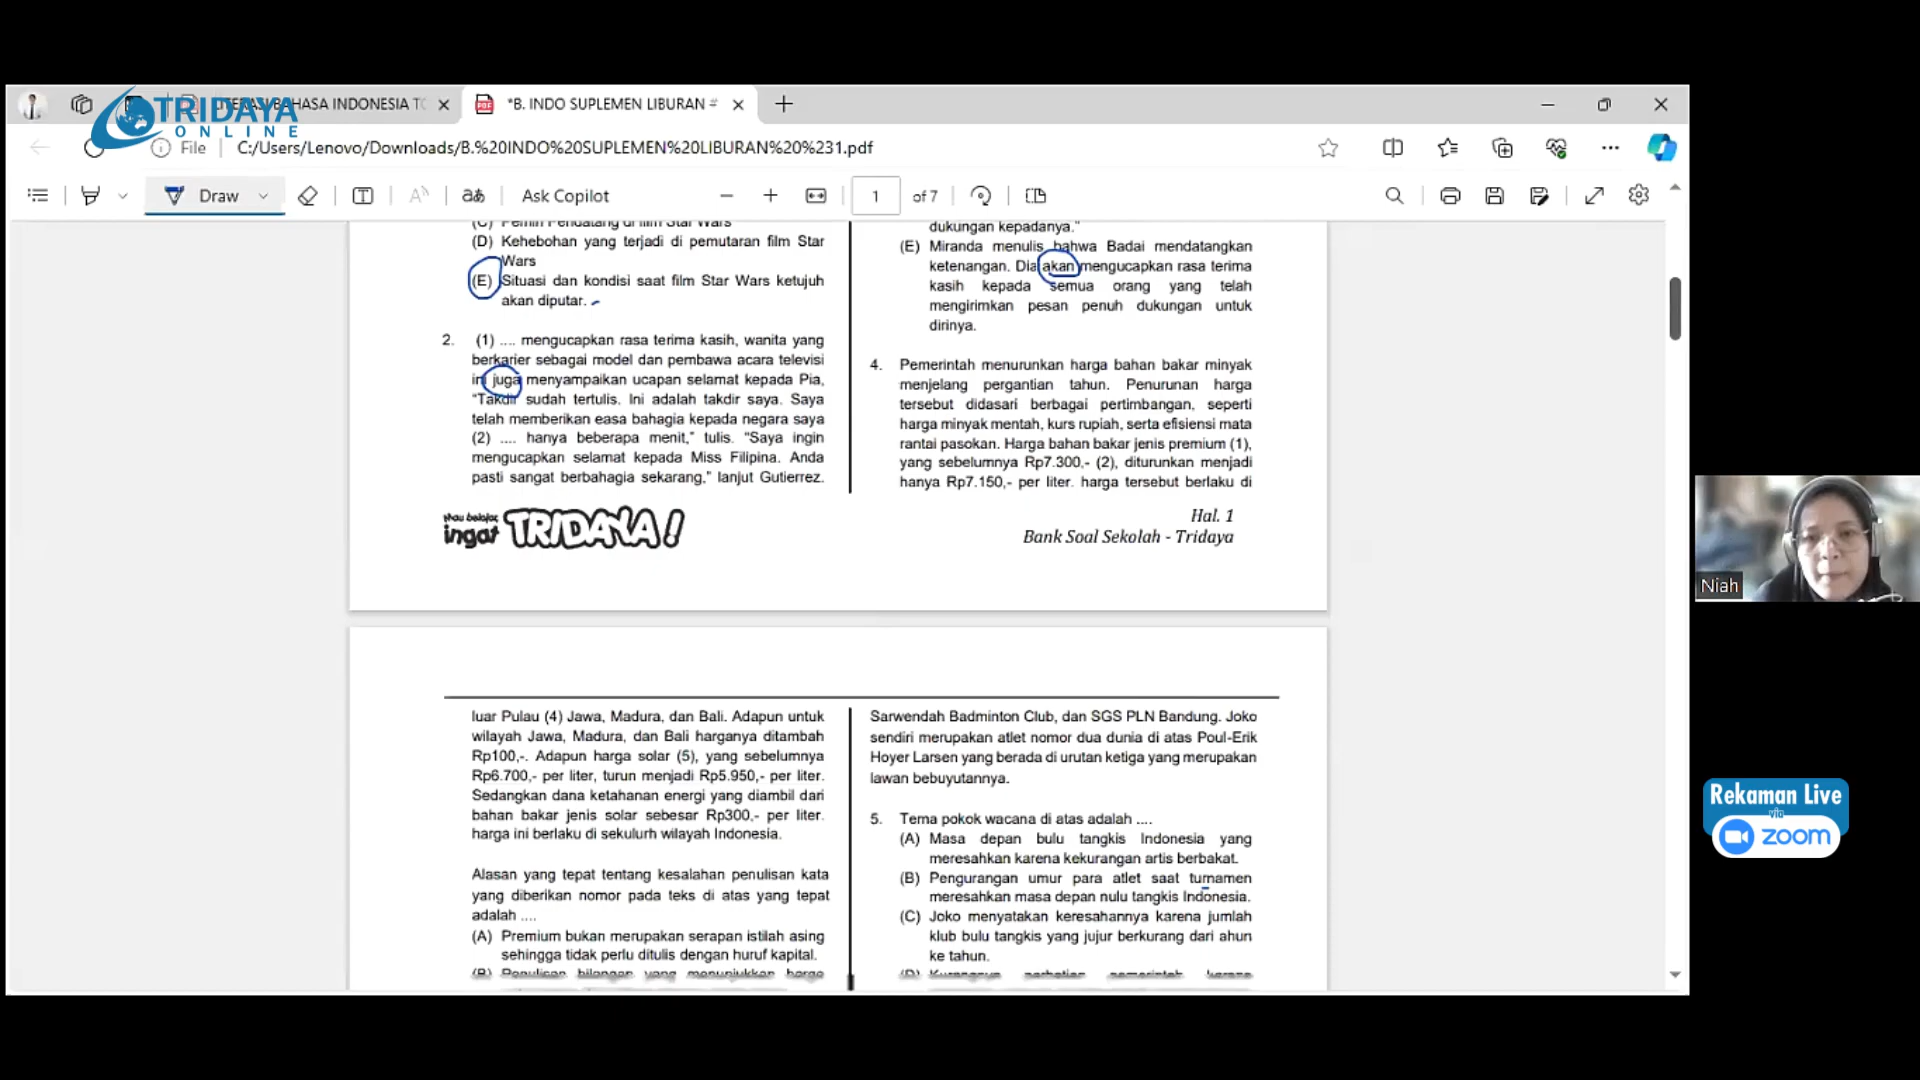 TRIDAYA
ONLINE
BAHASA INDONESIA
*B. INDO SUPLEMEN LIBURAN #
File
C:/Users/Lenovo/Downloads/B.%20INDO%20SUPLEMEN%20LIBURAN%20%231.pdf
Draw
Ask Copilot
1
of 7
(C) Pemin Pendatang di film Star Wars
(D) Kehebohan yang terjadi di pemutaran film Star
Wars
(E) Situasi dan kondisi saat film Star Wars ketujuh
akan diputar.
2. (1) .... mengucapkan rasa terima kasih, wanita yang
berkarier sebagai model dan pembawa acara televisi
ini juga menyampaikan ucapan selamat kepada Pia,
“Takdir sudah tertulis. Ini adalah takdir saya. Saya
telah memberikan easa bahagia kepada negara saya
(2) .... hanya beberapa menit,” tulis. “Saya ingin
mengucapkan selamat kepada Miss Filipina. Anda
pasti sangat berbahagia sekarang,” lanjut Gutierrez.
dukungan kepadanya.”
(E) Miranda menulis bahwa Badai mendatangkan
ketenangan. Dia akan mengucapkan rasa terima
kasih kepada semua orang yang telah
mengirimkan pesan penuh dukungan untuk
dirinya.
4. Pemerintah menurunkan harga bahan bakar minyak
menjelang pergantian tahun. Penurunan harga
tersebut didasari berbagai pertimbangan, seperti
harga minyak mentah, kurs rupiah, serta efisiensi mata
rantai pasokan. Harga bahan bakar jenis premium (1),
yang sebelumnya Rp7.300,- (2), diturunkan menjadi
hanya Rp7.150,- per liter. harga tersebut berlaku di
kalau belajar,
ingat TRIDAYA!
Hal. 1
Bank Soal Sekolah - Tridaya
luar Pulau (4) Jawa, Madura, dan Bali. Adapun untuk
wilayah Jawa, Madura, dan Bali harganya ditambah
Rp100,-. Adapun harga solar (5), yang sebelumnya
Rp6.700,- per liter, turun menjadi Rp5.950,- per liter.
Sedangkan dana ketahanan energi yang diambil dari
bahan bakar jenis solar sebesar Rp300,- per liter.
harga ini berlaku di sekulurh wilayah Indonesia.
Alasan yang tepat tentang kesalahan penulisan kata
yang diberikan nomor pada teks di atas yang tepat
adalah ....
(A) Premium bukan merupakan serapan istilah asing
sehingga tidak perlu ditulis dengan huruf kapital.
(B) Penulisan bilangan yang menunjukkan harga
Sarwendah Badminton Club, dan SGS PLN Bandung. Joko
sendiri merupakan atlet nomor dua dunia di atas Poul-Erik
Hoyer Larsen yang berada di urutan ketiga yang merupakan
lawan bebuyutannya.
5. Tema pokok wacana di atas adalah ....
(A) Masa depan bulu tangkis Indonesia yang
meresahkan karena kekurangan artis berbakat.
(B) Pengurangan umur para atlet saat turnamen
meresahkan masa depan nulu tangkis Indonesia.
(C) Joko menyatakan keresahannya karena jumlah
klub bulu tangkis yang jujur berkurang dari ahun
ke tahun.
(D) Kurangnya perhatian pemerintah karena
Niah
Rekaman Live
via
zoom